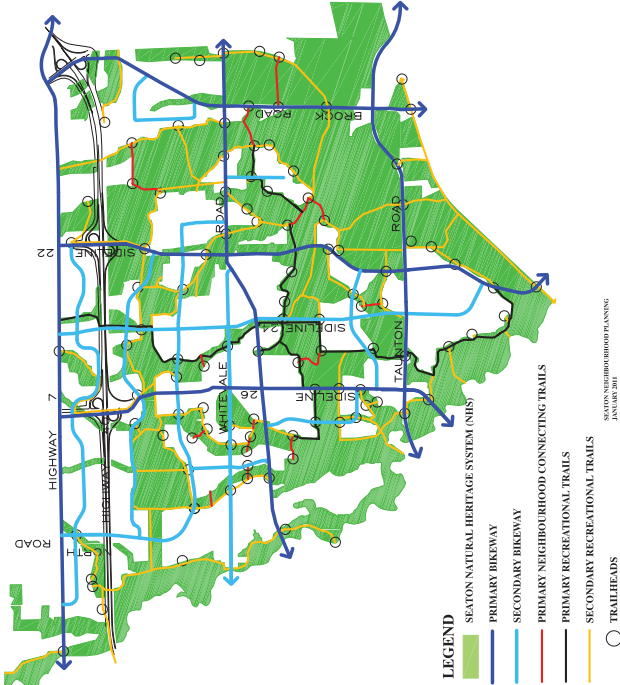 22
SIDELINE
ROAD
ROAD
BROCK
ROAD
24
SIDELINE
TAUNTON
WHITEVALE
26
SIDELINE
7
HIGHWAY
HIGHWAY
NORTH
ROAD
LEGEND
SEATON NATURAL HERITAGE SYSTEM (NHS)
PRIMARY BIKEWAY
SECONDARY BIKEWAY
PRIMARY NEIGHBOURHOOD CONNECTING TRAILS
PRIMARY RECREATIONAL TRAILS
SECONDARY RECREATIONAL TRAILS
TRAILHEADS
SEATON NEIGHBOURHOOD PLANNING
JANUARY 2011